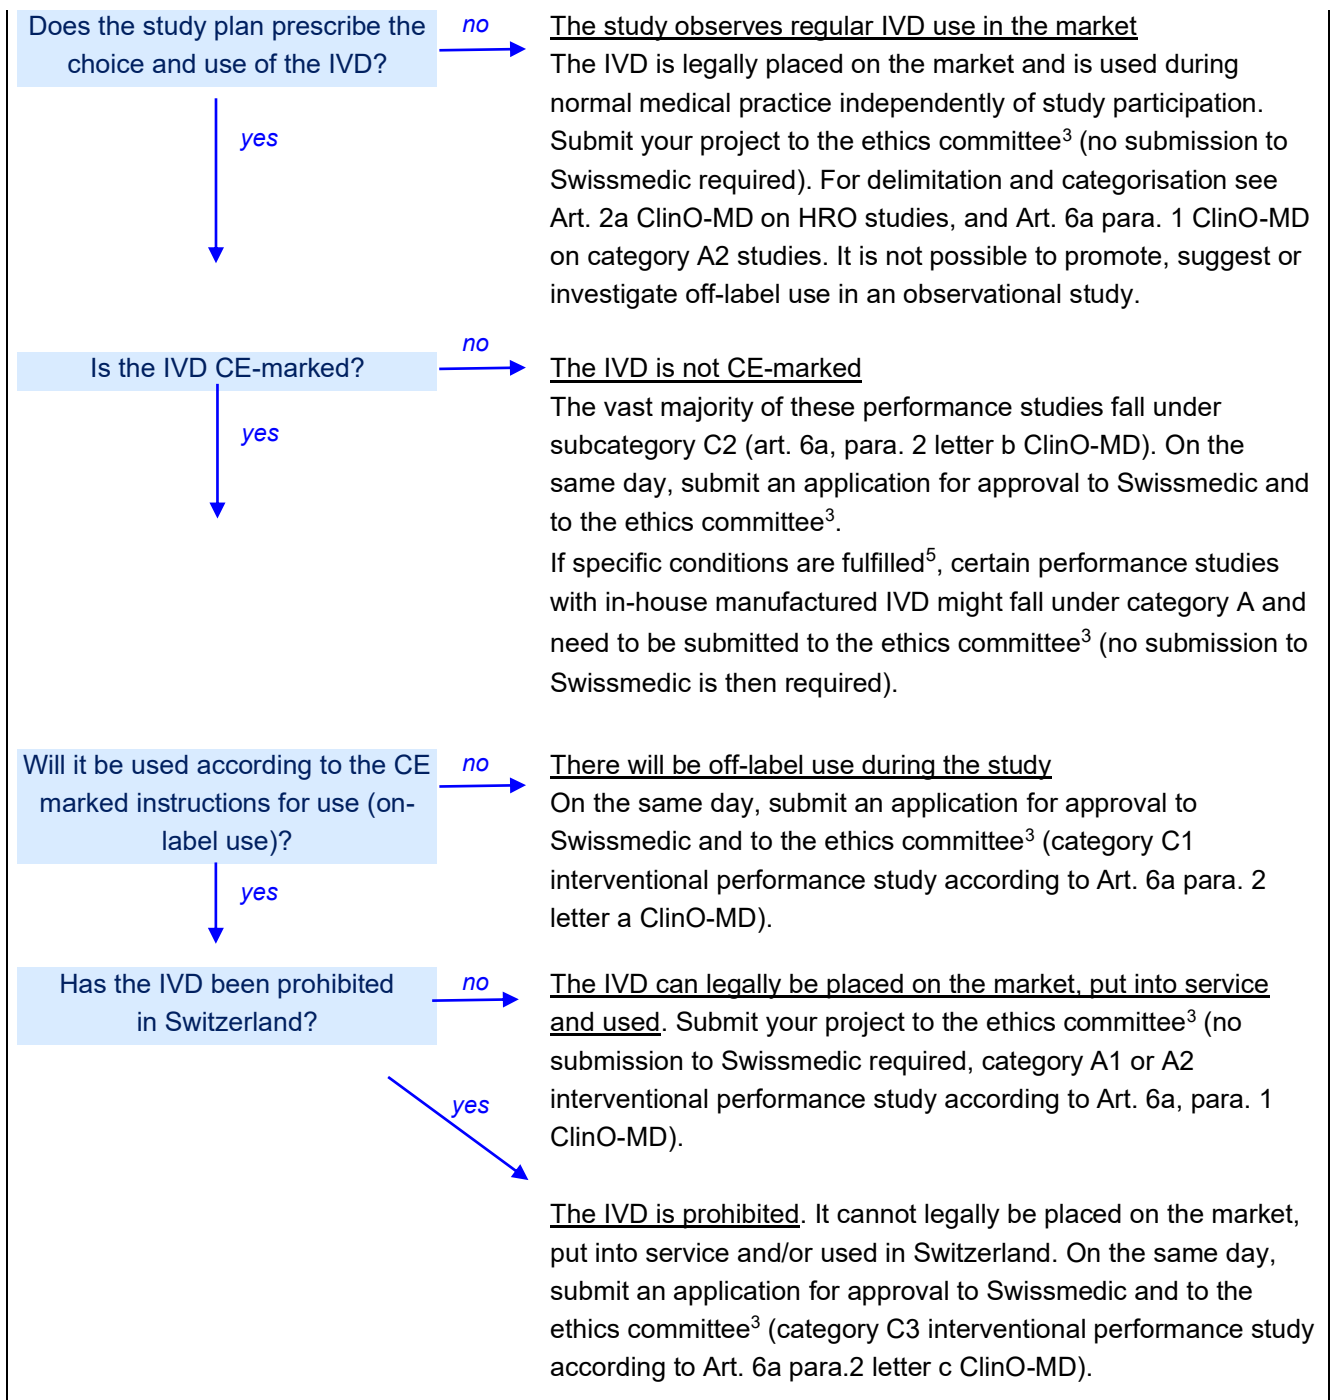 Does the study plan prescribe the
choice and use of the IVD?
no
yes
The study observes regular IVD use in the market
The IVD is legally placed on the market and is used during
normal medical practice independently of study participation.
Submit your project to the ethics committee3 (no submission to
Swissmedic required). For delimitation and categorisation see
Art. 2a ClinO-MD on HRO studies, and Art. 6a para. 1 ClinO-MD
on category A2 studies. It is not possible to promote, suggest or
investigate off-label use in an observational study.
Is the IVD CE-marked?
no
yes
The IVD is not CE-marked
The vast majority of these performance studies fall under
subcategory C2 (art. 6a, para. 2 letter b ClinO-MD). On the
same day, submit an application for approval to Swissmedic and
to the ethics committee3.
If specific conditions are fulfilled5, certain performance studies
with in-house manufactured IVD might fall under category A and
need to be submitted to the ethics committee3 (no submission to
Swissmedic is then required).
Will it be used according to the CE
marked instructions for use (on-
label use)?
no
yes
There will be off-label use during the study
On the same day, submit an application for approval to
Swissmedic and to the ethics committee3 (category C1
interventional performance study according to Art. 6a para. 2
letter a ClinO-MD).
Has the IVD been prohibited
in Switzerland?
no
yes
The IVD can legally be placed on the market, put into service
and used. Submit your project to the ethics committee3 (no
submission to Swissmedic required, category A1 or A2
interventional performance study according to Art. 6a, para. 1
ClinO-MD).
The IVD is prohibited. It cannot legally be placed on the market,
put into service and/or used in Switzerland. On the same day,
submit an application for approval to Swissmedic and to the
ethics committee3 (category C3 interventional performance study
according to Art. 6a para.2 letter c ClinO-MD).